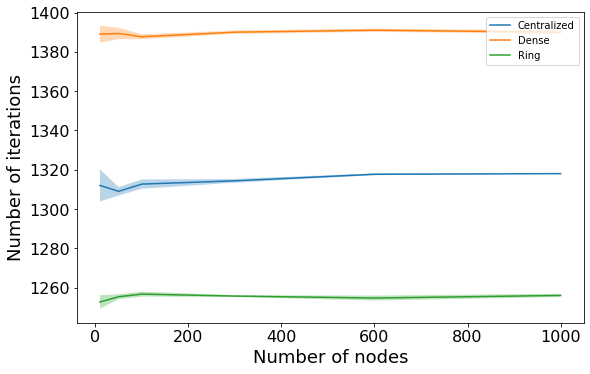 1400
1380
1360
1340
1320
1300
1280
1260
Number of iterations
0 200 400 600 800 1000
Number of nodes
Centralized
Dense
Ring